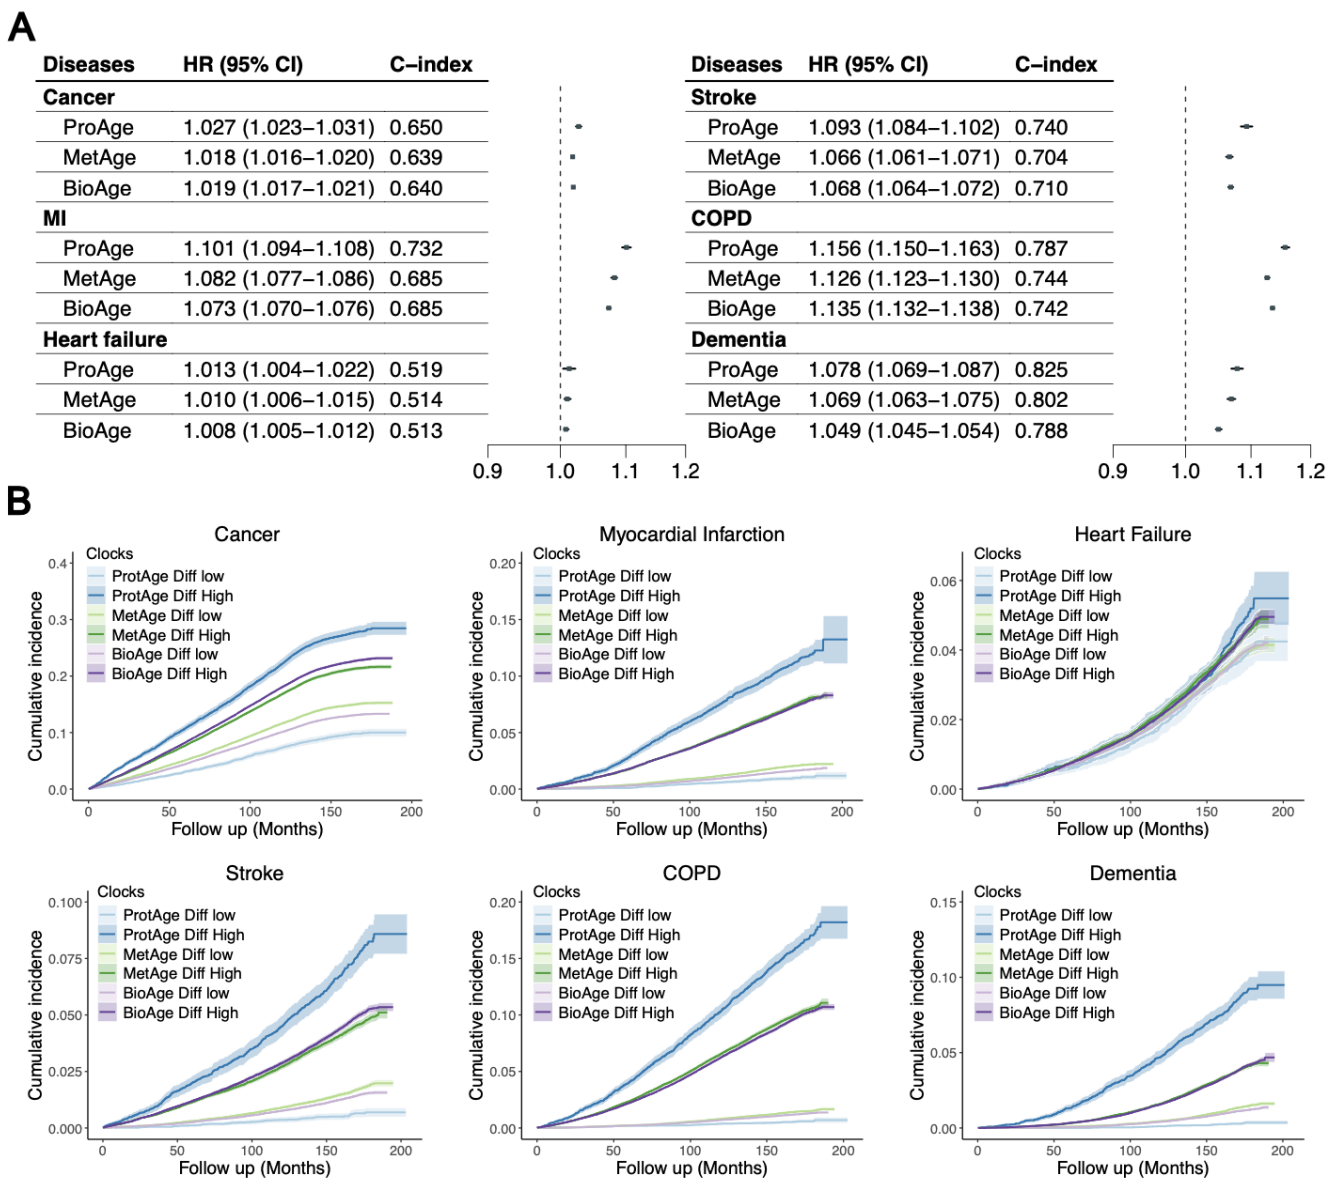 A
Diseases HR (95% CI) C−index
Cancer
ProAge 1.027 (1.023−1.031) 0.650
MetAge 1.018 (1.016−1.020) 0.639
BioAge 1.019 (1.017−1.021) 0.640
MI
ProAge 1.101 (1.094−1.108) 0.732
MetAge 1.082 (1.077−1.086) 0.685
BioAge 1.073 (1.070−1.076) 0.685
Heart failure
ProAge 1.013 (1.004−1.022) 0.519
MetAge 1.010 (1.006−1.015) 0.514
BioAge 1.008 (1.005−1.012) 0.513
0.9 1.0 1.1 1.2
Diseases HR (95% CI) C−index
Stroke
ProAge 1.093 (1.084−1.102) 0.740
MetAge 1.066 (1.061−1.071) 0.704
BioAge 1.068 (1.064−1.072) 0.710
COPD
ProAge 1.156 (1.150−1.163) 0.787
MetAge 1.126 (1.123−1.130) 0.744
BioAge 1.135 (1.132−1.138) 0.742
Dementia
ProAge 1.078 (1.069−1.087) 0.825
MetAge 1.069 (1.063−1.075) 0.802
BioAge 1.049 (1.045−1.054) 0.788
0.9 1.0 1.1 1.2
B
Cancer
Clocks
ProtAge Diff low
ProtAge Diff High
MetAge Diff low
MetAge Diff High
BioAge Diff low
BioAge Diff High
Cumulative incidence
0.4
0.3
0.2
0.1
0.0
0 50 100 150 200
Follow up (Months)
Myocardial Infarction
Clocks
ProtAge Diff low
ProtAge Diff High
MetAge Diff low
MetAge Diff High
BioAge Diff low
BioAge Diff High
Cumulative incidence
0.20
0.15
0.10
0.05
0.00
0 50 100 150 200
Follow up (Months)
Heart Failure
Clocks
ProtAge Diff low
ProtAge Diff High
MetAge Diff low
MetAge Diff High
BioAge Diff low
BioAge Diff High
Cumulative incidence
0.06
0.04
0.02
0.00
0 50 100 150 200
Follow up (Months)
Stroke
Clocks
ProtAge Diff low
ProtAge Diff High
MetAge Diff low
MetAge Diff High
BioAge Diff low
BioAge Diff High
Cumulative incidence
0.100
0.075
0.050
0.025
0.000
0 50 100 150 200
Follow up (Months)
COPD
Clocks
ProtAge Diff low
ProtAge Diff High
MetAge Diff low
MetAge Diff High
BioAge Diff low
BioAge Diff High
Cumulative incidence
0.20
0.15
0.10
0.05
0.00
0 50 100 150 200
Follow up (Months)
Dementia
Clocks
ProtAge Diff low
ProtAge Diff High
MetAge Diff low
MetAge Diff High
BioAge Diff low
BioAge Diff High
Cumulative incidence
0.15
0.10
0.05
0.00
0 50 100 150 200
Follow up (Months)